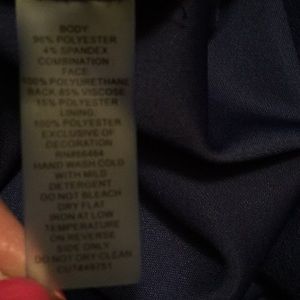 BODY:
96% POLYESTER
4% SPANDEX
COMBINATION
FACE:
100% POLYURETHANE
BACK:85% VISCOSE
15% POLYESTER
LINING:
100% POLYESTER
EXCLUSIVE OF
DECORATION
RN#66464
HAND WASH COLD
WITH MILD
DETERGENT
DO NOT BLEACH
DRY FLAT
IRON AT LOW
TEMPERATURE
ON REVERSE
SIDE ONLY
DO NOT DRY CLEAN